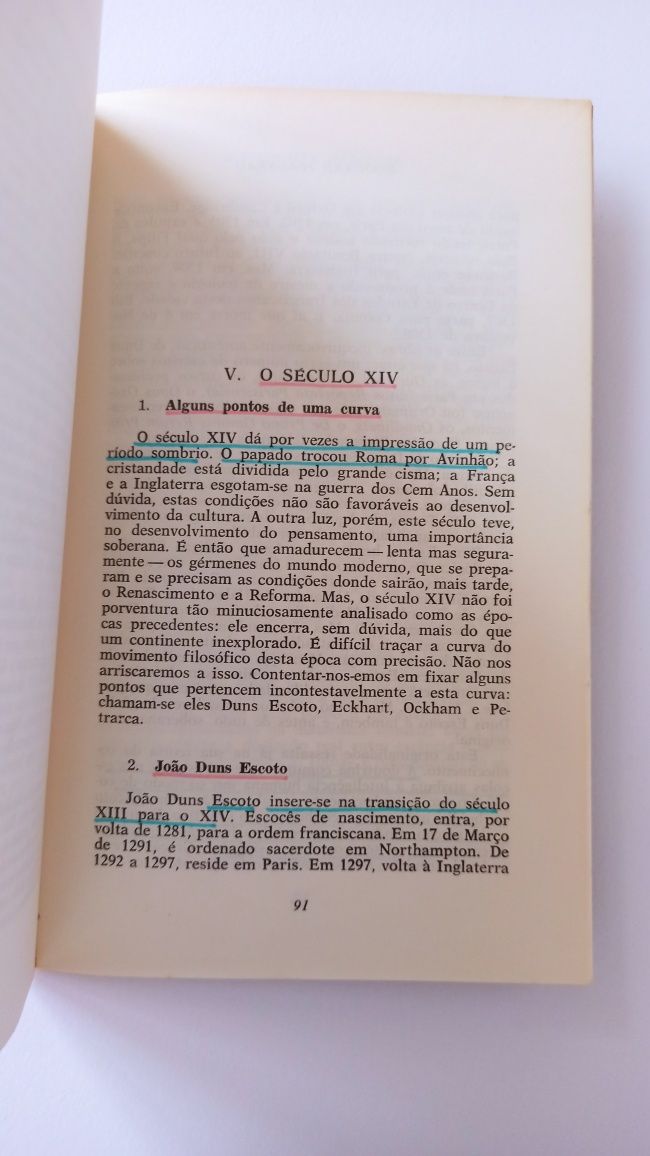 V. O SÉCULO XIV
1. Alguns pontos de uma curva
O século XIV dá por vezes a impressão de um pe-
ríodo sombrio. O papado trocou Roma por Avinhão; a
cristandade está dividida pelo grande cisma; a França
e a Inglaterra esgotam-se na guerra dos Cem Anos. Sem
dúvida, estas condições não são favoráveis ao desenvol-
vimento da cultura. A outra luz, porém, este século teve,
no desenvolvimento do pensamento, uma importância
soberana. É então que amadurecem — lenta mas segura-
mente — os gérmenes do mundo moderno, que se prepa-
ram e se precisam as condições donde sairão, mais tarde,
o Renascimento e a Reforma. Mas, o século XIV não foi
porventura tão minuciosamente analisado como as épo-
cas precedentes: ele encerra, sem dúvida, mais do que
um continente inexplorado. É difícil traçar a curva do
movimento filosófico desta época com precisão. Não nos
arriscaremos a isso. Contentar-nos-emos em fixar alguns
pontos que pertencem incontestavelmente a esta curva:
chamam-se eles Duns Escoto, Eckhart, Ockham e Pe-
trarca.
2. João Duns Escoto
João Duns Escoto insere-se na transição do século
XIII para o XIV. Escocês de nascimento, entra, por
volta de 1281, para a ordem franciscana. Em 17 de Março
de 1291, é ordenado sacerdote em Northampton. De
1292 a 1297, reside em Paris. Em 1297, volta à Inglaterra
91